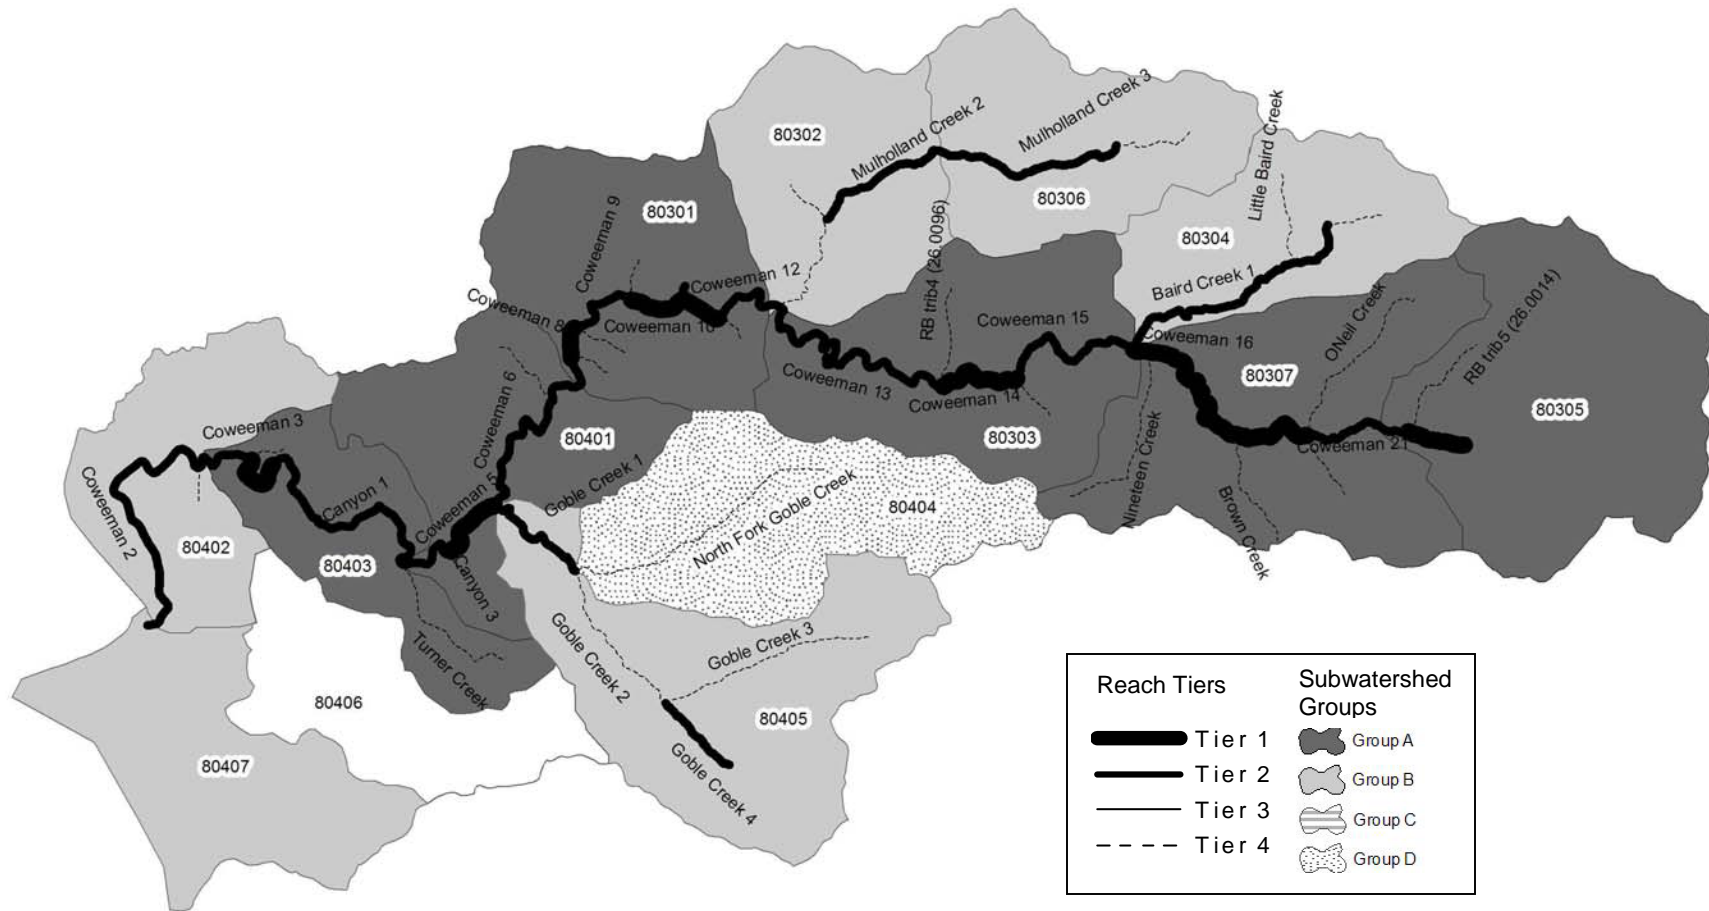 Mulholland Creek 3
Mulholland Creek 2
80302
Little Baird Creek
80306
80301
Coweeman 9
RB trib4 (26.0096)
80304
Coweeman 12
Baird Creek 1
ONeil Creek
RB trib5 (26.0014)
Coweeman 8
Coweeman 10
Coweeman 15
Coweeman 16
80307
Coweeman 13
Coweeman 14
80305
Coweeman 6
80401
80303
Coweeman 21
Coweeman 3
Coweeman 2
Canyon 1
Coweeman 5
Goble Creek 1
North Fork Goble Creek
80404
Nineteen Creek
Brown Creek
80402
80403
Canyon 3
Turner Creek
Goble Creek 2
Goble Creek 3
80406
80405
80407
Goble Creek 4
Reach Tiers
Tier 1
Tier 2
Tier 3
Tier 4
Subwatershed
Groups
Group A
Group B
Group C
Group D